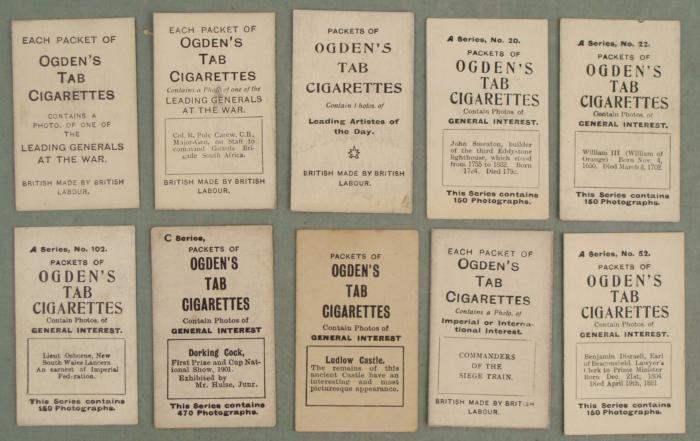 EACH PACKET OF
OGDEN'S
TAB
CIGARETTES
CONTAINS A
PHOTO. OF ONE OF
THE
LEADING GENERALS
AT THE WAR.
BRITISH MADE BY BRITISH
LABOUR.
EACH PACKET OF
OGDEN'S
TAB
CIGARETTES
Contains a Photo of one of the
LEADING GENERALS
AT THE WAR.
Col. R. Pole Carew, C.B.,
Major-Gen. on Staff to
command Guards Brig-
ade South Africa.
BRITISH MADE BY BRITISH
LABOUR.
PACKETS OF
OGDEN'S
TAB
CIGARETTES
Contain Photos. of
Leading Artistes
of the Day.
BRITISH MADE BY BRITISH
LABOUR.
A Series, No. 20.
PACKETS OF
OGDEN'S
TAB
CIGARETTES
Contain Photos of
GENERAL INTEREST.
John Smeaton, builder
of the third Eddystone
lighthouse, which stood
from 1755 to 1882. Born
1724. Died 1792.
This Series contains
150 Photographs.
A Series, No. 22.
PACKETS OF
OGDEN'S
TAB
CIGARETTES
Contain Photos. of
GENERAL INTEREST.
William III (William of
Orange) Born Nov. 4,
1650. Died March 8, 1702.
This Series contains
150 Photographs.
A Series, No. 102.
PACKETS OF
OGDEN'S
TAB
CIGARETTES
Contain Photos. of
GENERAL INTEREST.
Lieut Osborne, New
South Wales Lancers
An earnest of Imperial
Federation.
This Series contains
150 Photographs.
C Series,
PACKETS OF
OGDEN'S
TAB
CIGARETTES
Contain Photos of
GENERAL INTEREST
Dorking Cock,
First Prize and Cup Nat-
ional Show, 1901.
Exhibited by
Mr. Hulse, Junr.
This Series contains
470 Photographs.
PACKETS OF
OGDEN'S
TAB
CIGARETTES
Contain Photos of
GENERAL INTEREST
Ludlow Castle.
The remains of this
ancient Castle have an
interesting and most
picturesque appearance.
EACH PACKET OF
OGDEN'S
TAB
CIGARETTES
Contains a Photo. of
Imperial or Interna-
tional Interest.
COMMANDERS
OF THE
SIEGE TRAIN.
BRITISH MADE BY BRITISH
LABOUR.
A Series, No. 52.
PACKETS OF
OGDEN'S
TAB
CIGARETTES
Contain Photos. of
GENERAL INTEREST.
Benjamin Disraeli, Earl
of Beaconsfield. Lawyer's
Clerk to Prime Minister
Born Dec. 21st, 1804.
Died April 19th, 1881
This Series contains
150 Photographs.